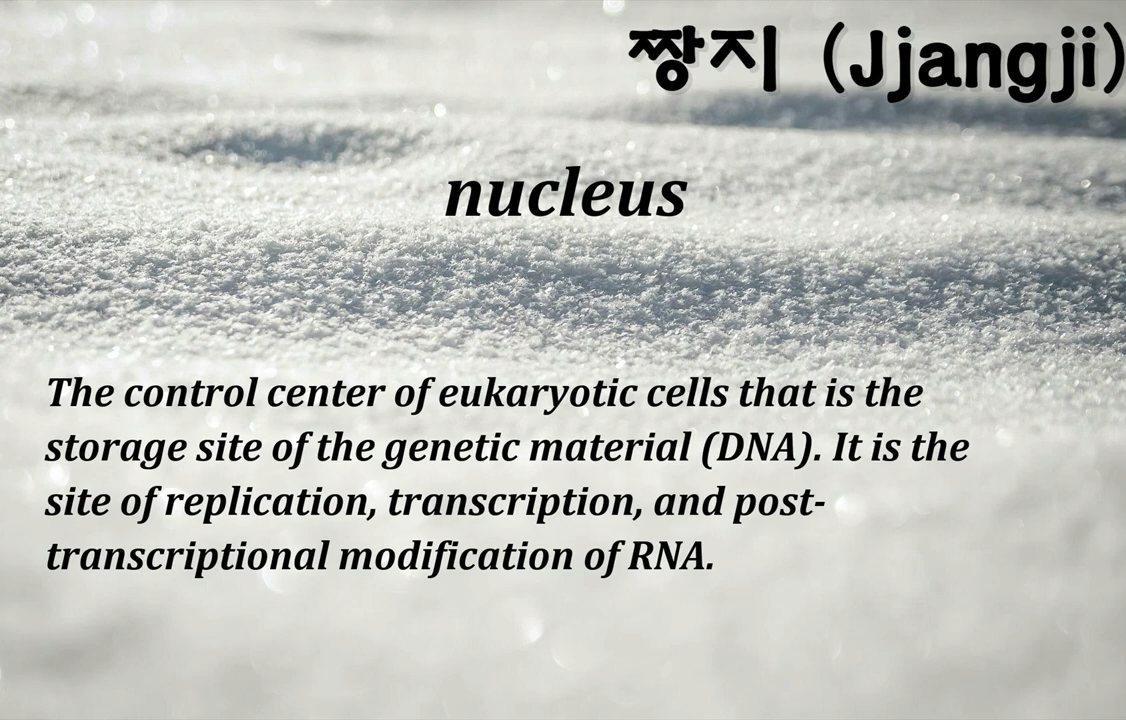 짱지 (Jjangji)
nucleus
The control center of eukaryotic cells that is the
storage site of the genetic material (DNA). It is the
site of replication, transcription, and post-
transcriptional modification of RNA.